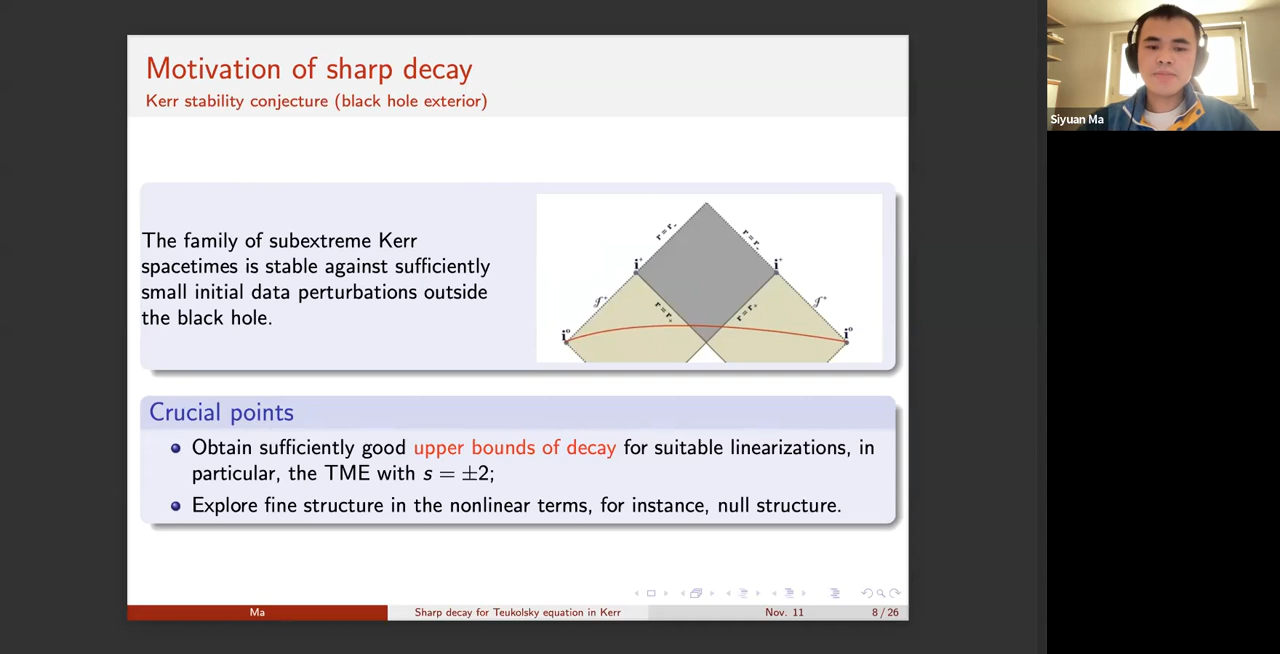 Motivation of sharp decay
Kerr stability conjecture (black hole exterior)
The family of subextreme Kerr
spacetimes is stable against sufficiently
small initial data perturbations outside
the black hole.
r = r₋
r = r₋
i⁺
i⁺
𝓘⁺
r = r₊
r = r₊
𝓘⁺
i⁰
i⁰
Crucial points
Obtain sufficiently good upper bounds of decay for suitable linearizations, in
particular, the TME with s = ±2;
Explore fine structure in the nonlinear terms, for instance, null structure.
Ma
Sharp decay for Teukolsky equation in Kerr
Nov. 11
8 / 26
Siyuan Ma